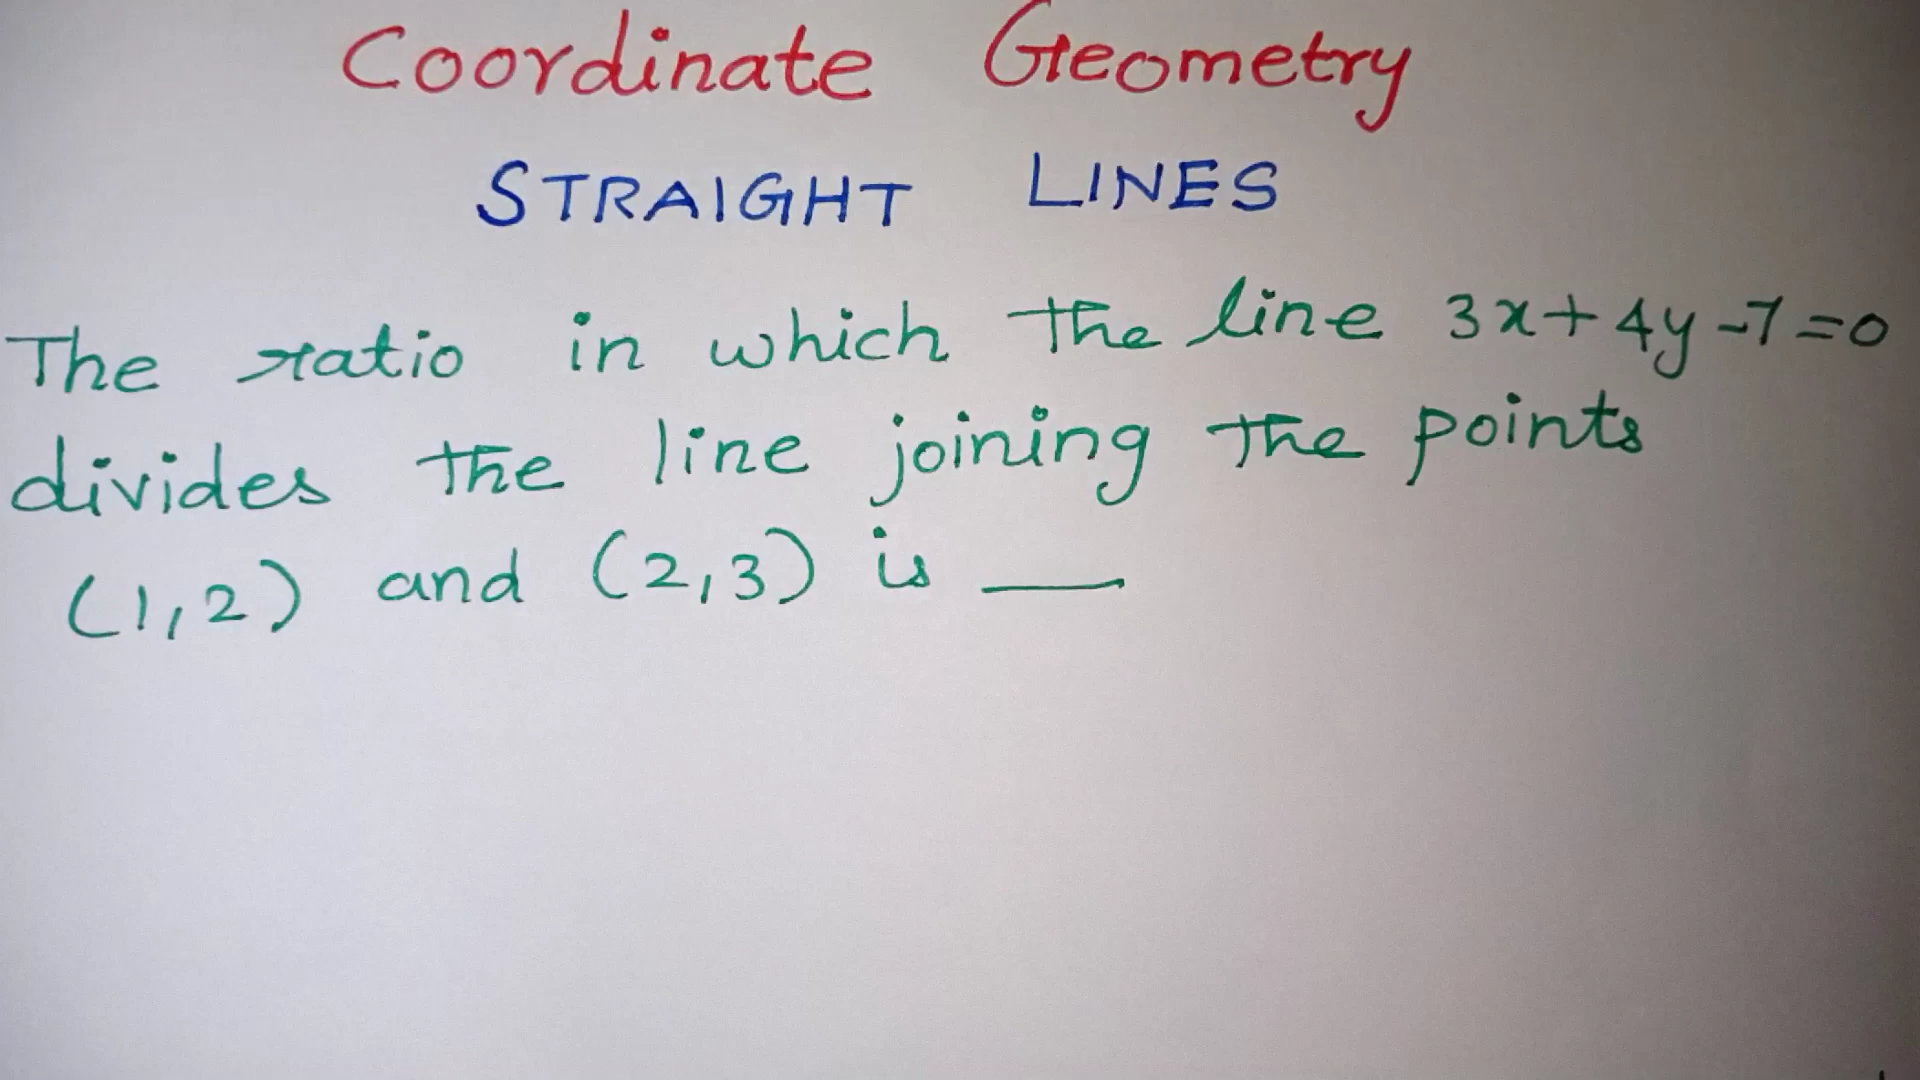 Coordinate Geometry
STRAIGHT LINES
The ratio in which the line 3x+4y-7=0
divides the line joining the points
(1,2) and (2,3) is __